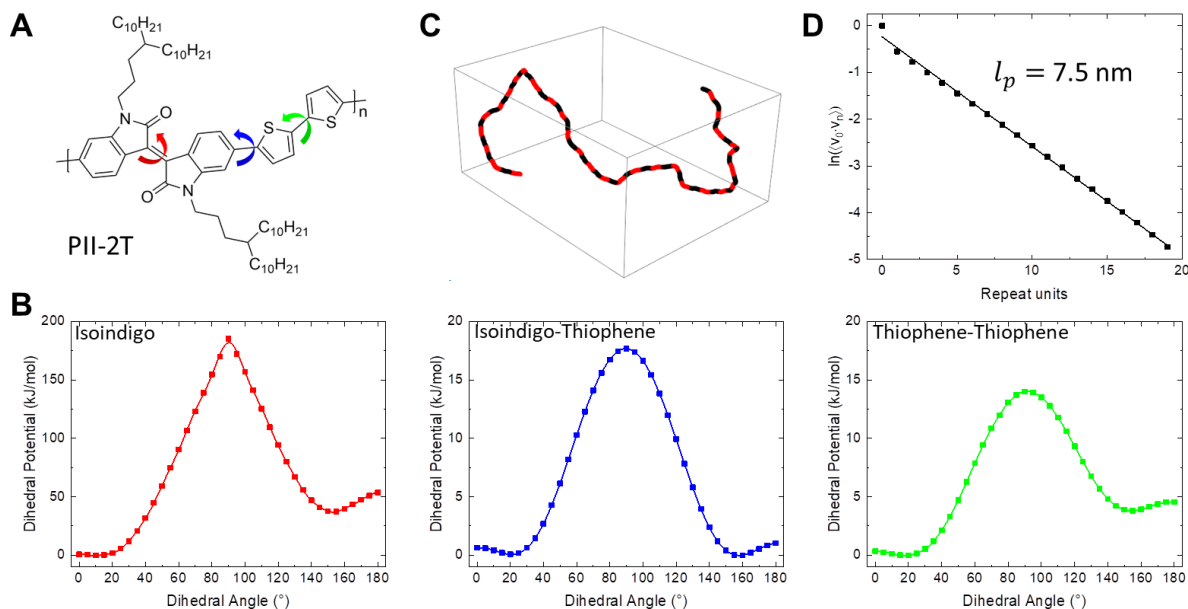 A
C₁₀H₂₁
C₁₀H₂₁
N
O
O
N
S
S
n
C₁₀H₂₁
C₁₀H₂₁
PII-2T
C
D
ln(⟨v₀·vₙ⟩)
0
-1
-2
-3
-4
-5
lₚ = 7.5 nm
0 5 10 15 20
Repeat units
B
Isoindigo
Dihedral Potential (kJ/mol)
200
150
100
50
0
0 20 40 60 80 100 120 140 160 180
Dihedral Angle (°)
Isoindigo-Thiophene
Dihedral Potential (kJ/mol)
20
15
10
5
0
0 20 40 60 80 100 120 140 160 180
Dihedral Angle (°)
Thiophene-Thiophene
Dihedral Potential (kJ/mol)
20
15
10
5
0
0 20 40 60 80 100 120 140 160 180
Dihedral Angle (°)